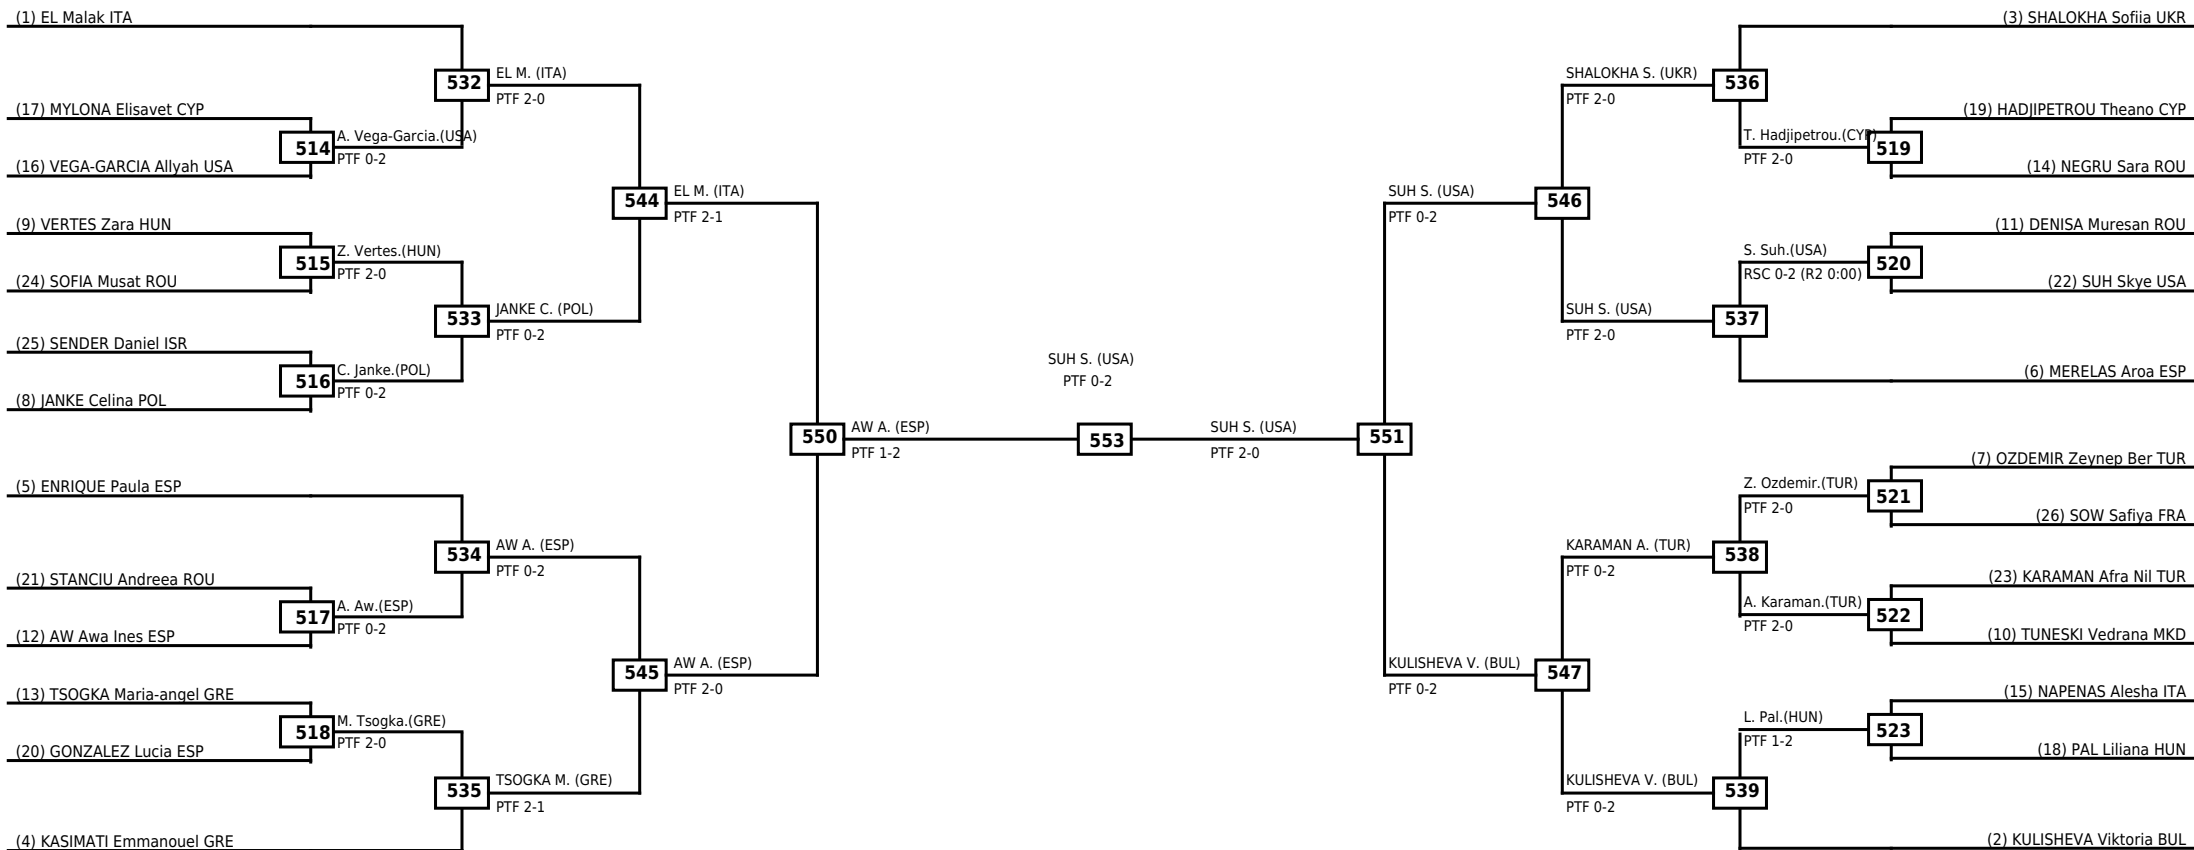 (1) EL Malak ITA
532
EL M. (ITA)
PTF 2-0
(17) MYLONA Elisavet CYP
514
A. Vega-Garcia.(USA)
PTF 0-2
(16) VEGA-GARCIA Allyah USA
544
EL M. (ITA)
PTF 2-1
(9) VERTES Zara HUN
515
Z. Vertes.(HUN)
PTF 2-0
(24) SOFIA Musat ROU
533
JANKE C. (POL)
PTF 0-2
(25) SENDER Daniel ISR
516
C. Janke.(POL)
PTF 0-2
(8) JANKE Celina POL
550
AW A. (ESP)
PTF 1-2
(5) ENRIQUE Paula ESP
534
AW A. (ESP)
PTF 0-2
(21) STANCIU Andreea ROU
517
A. Aw.(ESP)
PTF 0-2
(12) AW Awa Ines ESP
545
AW A. (ESP)
PTF 2-0
(13) TSOGKA Maria-angel GRE
518
M. Tsogka.(GRE)
PTF 2-0
(20) GONZALEZ Lucia ESP
535
TSOGKA M. (GRE)
PTF 2-1
(4) KASIMATI Emmanouel GRE
SUH S. (USA)
PTF 0-2
553
SUH S. (USA)
PTF 2-0
551
(3) SHALOKHA Sofiia UKR
SHALOKHA S. (UKR)
PTF 2-0
536
(19) HADJIPETROU Theano CYP
T. Hadjipetrou.(CYP)
PTF 2-0
519
(14) NEGRU Sara ROU
SUH S. (USA)
PTF 0-2
546
(11) DENISA Muresan ROU
S. Suh.(USA)
RSC 0-2 (R2 0:00)
520
(22) SUH Skye USA
SUH S. (USA)
PTF 2-0
537
(6) MERELAS Aroa ESP
(7) OZDEMIR Zeynep Ber TUR
Z. Ozdemir.(TUR)
PTF 2-0
521
(26) SOW Safiya FRA
KARAMAN A. (TUR)
PTF 0-2
538
(23) KARAMAN Afra Nil TUR
A. Karaman.(TUR)
PTF 2-0
522
(10) TUNESKI Vedrana MKD
KULISHEVA V. (BUL)
PTF 0-2
547
(15) NAPENAS Alesha ITA
L. Pal.(HUN)
PTF 1-2
523
(18) PAL Liliana HUN
KULISHEVA V. (BUL)
PTF 0-2
539
(2) KULISHEVA Viktoria BUL